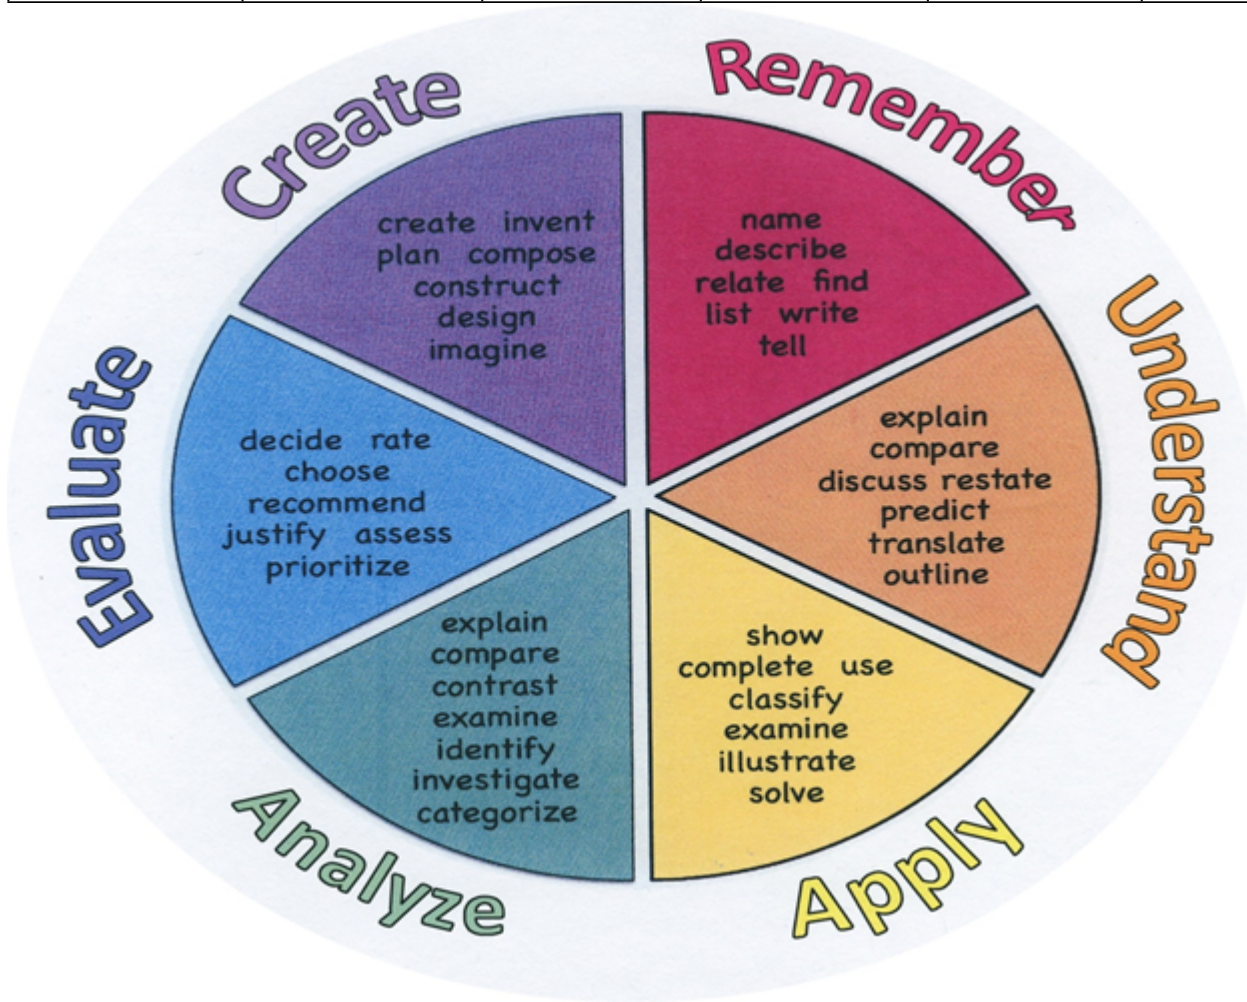 Remember
name
describe
relate find
list write
tell
Understand
explain
compare
discuss restate
predict
translate
outline
Apply
show
complete use
classify
examine
illustrate
solve
Analyze
explain
compare
contrast
examine
identify
investigate
categorize
Evaluate
decide rate
choose
recommend
justify assess
prioritize
Create
create invent
plan compose
construct
design
imagine